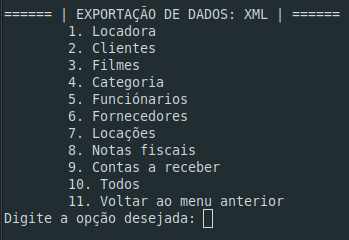 ====== | EXPORTAÇÃO DE DADOS: XML | ======
1. Locadora
2. Clientes
3. Filmes
4. Categoria
5. Funciónarios
6. Fornecedores
7. Locações
8. Notas fiscais
9. Contas a receber
10. Todos
11. Voltar ao menu anterior
Digite a opção desejada: